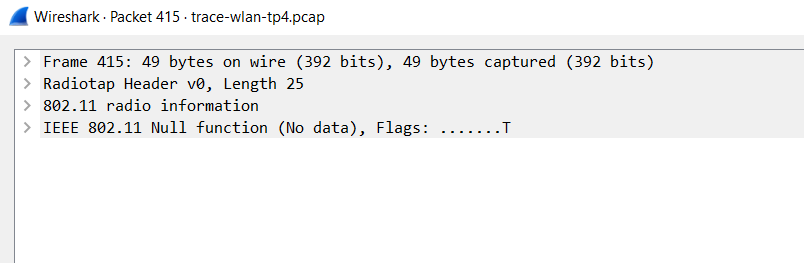 Wireshark · Packet 415 · trace-wlan-tp4.pcap
Frame 415: 49 bytes on wire (392 bits), 49 bytes captured (392 bits)
Radiotap Header v0, Length 25
802.11 radio information
IEEE 802.11 Null function (No data), Flags: .......T